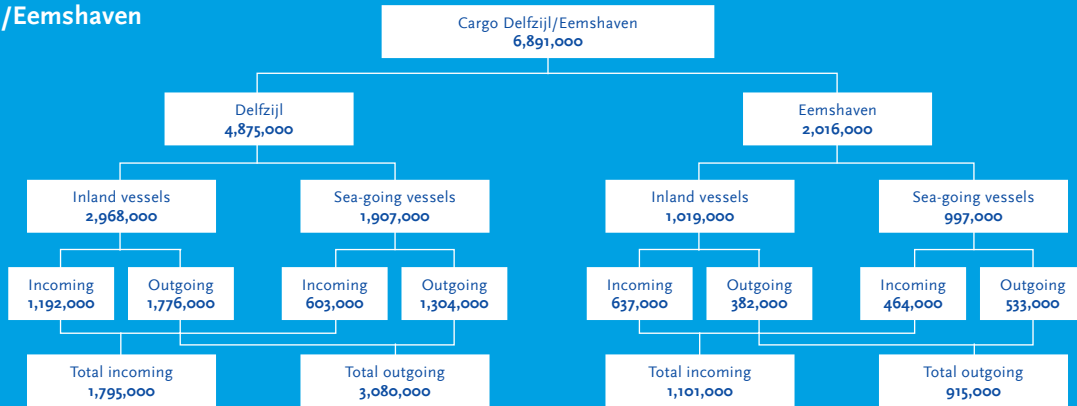 /Eemshaven
Cargo Delfzijl/Eemshaven
6,891,000
Delfzijl
4,875,000
Eemshaven
2,016,000
Inland vessels
2,968,000
Sea-going vessels
1,907,000
Inland vessels
1,019,000
Sea-going vessels
997,000
Incoming
1,192,000
Outgoing
1,776,000
Incoming
603,000
Outgoing
1,304,000
Incoming
637,000
Outgoing
382,000
Incoming
464,000
Outgoing
533,000
Total incoming
1,795,000
Total outgoing
3,080,000
Total incoming
1,101,000
Total outgoing
915,000